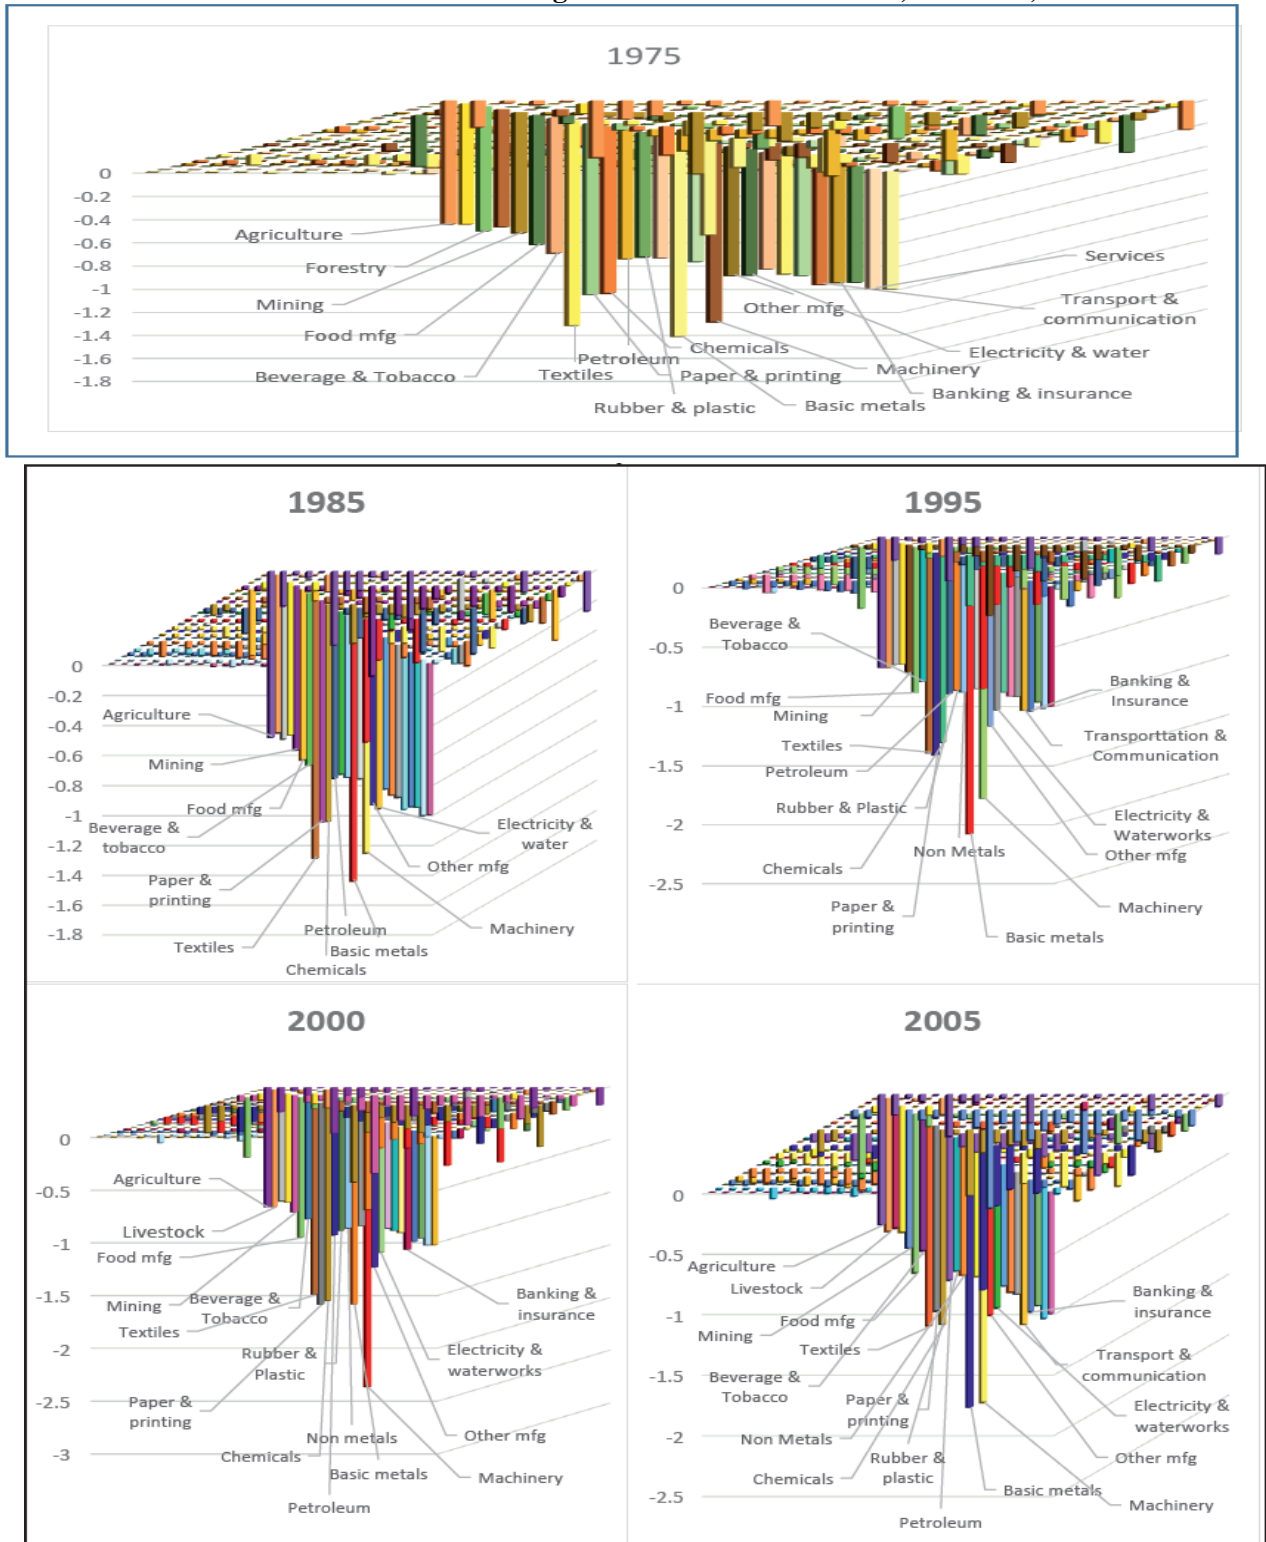 1975
0
-0.2
-0.4
-0.6
-0.8
-1
-1.2
-1.4
-1.6
-1.8
Agriculture
Forestry
Mining
Food mfg
Beverage & Tobacco
Textiles
Petroleum
Rubber & plastic
Paper & printing
Chemicals
Basic metals
Other mfg
Machinery
Banking & insurance
Electricity & water
Transport &
communication
Services
1985
0
-0.2
-0.4
-0.6
-0.8
-1
-1.2
-1.4
-1.6
-1.8
Agriculture
Mining
Food mfg
Beverage &
tobacco
Paper &
printing
Textiles
Petroleum
Basic metals
Chemicals
Machinery
Other mfg
Electricity &
water
1995
0
-0.5
-1
-1.5
-2
-2.5
Beverage &
Tobacco
Food mfg
Mining
Textiles
Petroleum
Rubber & Plastic
Chemicals
Paper &
printing
Non Metals
Basic metals
Machinery
Other mfg
Electricity &
Waterworks
Transporttation &
Communication
Banking &
Insurance
2000
0
-0.5
-1
-1.5
-2
-2.5
-3
Agriculture
Livestock
Food mfg
Mining
Beverage &
Tobacco
Textiles
Rubber &
Plastic
Paper &
printing
Chemicals
Non metals
Basic metals
Petroleum
Machinery
Other mfg
Electricity &
waterworks
Banking &
insurance
2005
0
-0.5
-1
-1.5
-2
-2.5
Agriculture
Livestock
Food mfg
Mining
Textiles
Beverage &
Tobacco
Paper &
printing
Non Metals
Rubber &
plastic
Chemicals
Petroleum
Basic metals
Machinery
Other mfg
Electricity &
waterworks
Transport &
communication
Banking &
insurance